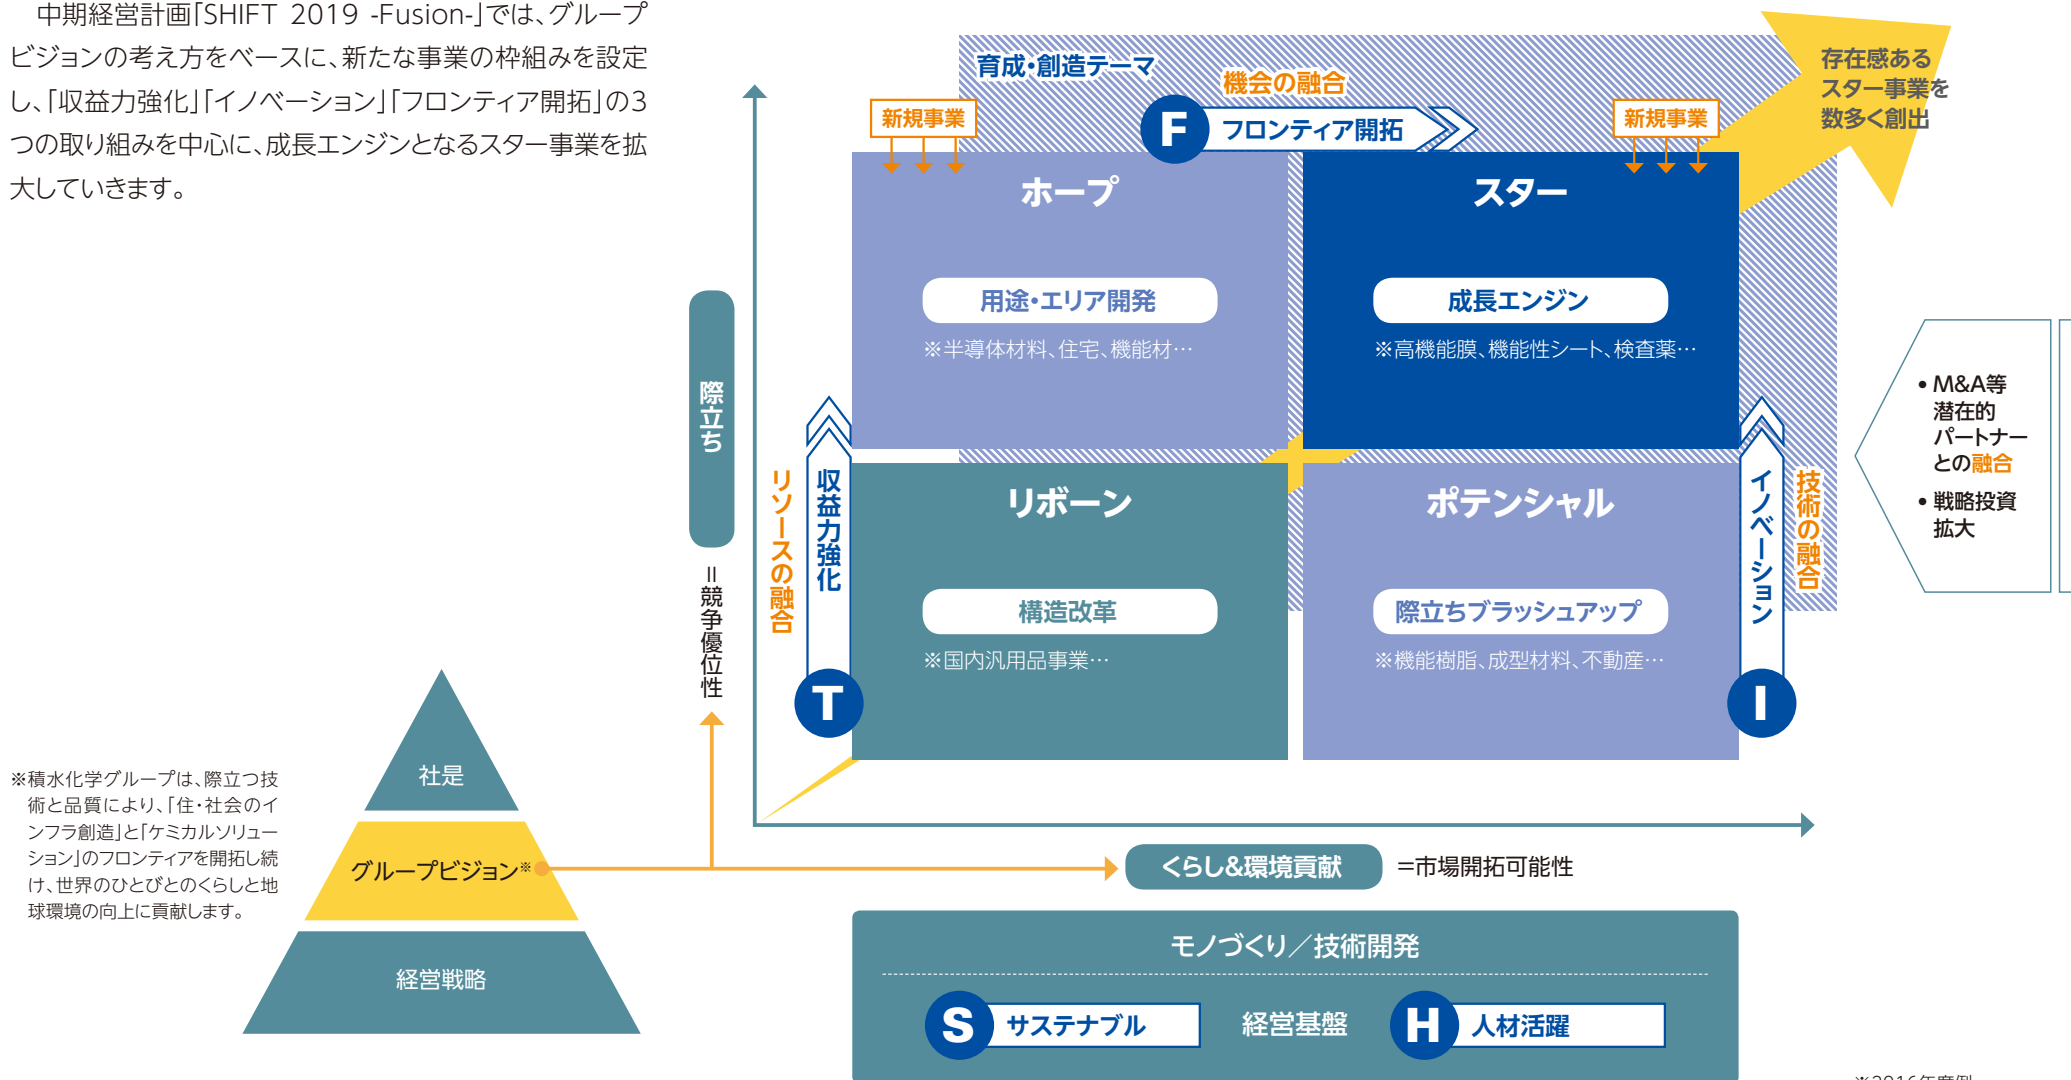 中期経営計画「SHIFT 2019 -Fusion-」では、グループ
ビジョンの考え方をベースに、新たな事業の枠組みを設定
し、「収益力強化」「イノベーション」「フロンティア開拓」の3
つの取り組みを中心に、成長エンジンとなるスター事業を拡
大していきます。
育成・創造テーマ
機会の融合
F フロンティア開拓
新規事業
新規事業
存在感ある
スター事業を
数多く創出
ホープ
用途・エリア開発
※半導体材料、住宅、機能材…
スター
成長エンジン
※高機能膜、機能性シート、検査薬…
際立ち
＝競争優位性
リソースの融合
収益力強化
T
リボーン
構造改革
※国内汎用品事業…
ポテンシャル
際立ちブラッシュアップ
※機能樹脂、成型材料、不動産…
イノベーション
I
技術の融合
• M&A等
潜在的
パートナー
との融合
• 戦略投資
拡大
社是
グループビジョン※
経営戦略
※積水化学グループは、際立つ技
術と品質により、「住・社会のイ
ンフラ創造」と「ケミカルソリュー
ション」のフロンティアを開拓し続
け、世界のひとびとのくらしと地
球環境の向上に貢献します。
くらし&環境貢献 ＝市場開拓可能性
モノづくり／技術開発
S サステナブル 経営基盤 H 人材活躍